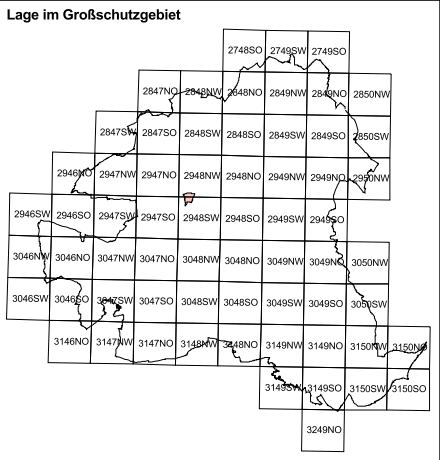 Lage im Großschutzgebiet
2748SO 2749SW 2749SO
2847NO 2848NW 2848NO 2849NW 2849NO 2850NW
2847SW 2847SO 2848SW 2848SO 2849SW 2849SO 2850SW
2946NO 2947NW 2947NO 2948NW 2948NO 2949NW 2949NO 2950NW
2946SW 2946SO 2947SW 2947SO 2948SW 2948SO 2949SW 2949SO
3046NW 3046NO 3047NW 3047NO 3048NW 3048NO 3049NW 3049NO 3050NW
3046SW 3046SO 3047SW 3047SO 3048SW 3048SO 3049SW 3049SO 3050SW
3146NO 3147NW 3147NO 3148NW 3148NO 3149NW 3149NO 3150NW 3150NO
3149SW 3149SO 3150SW 3150SO
3249NO